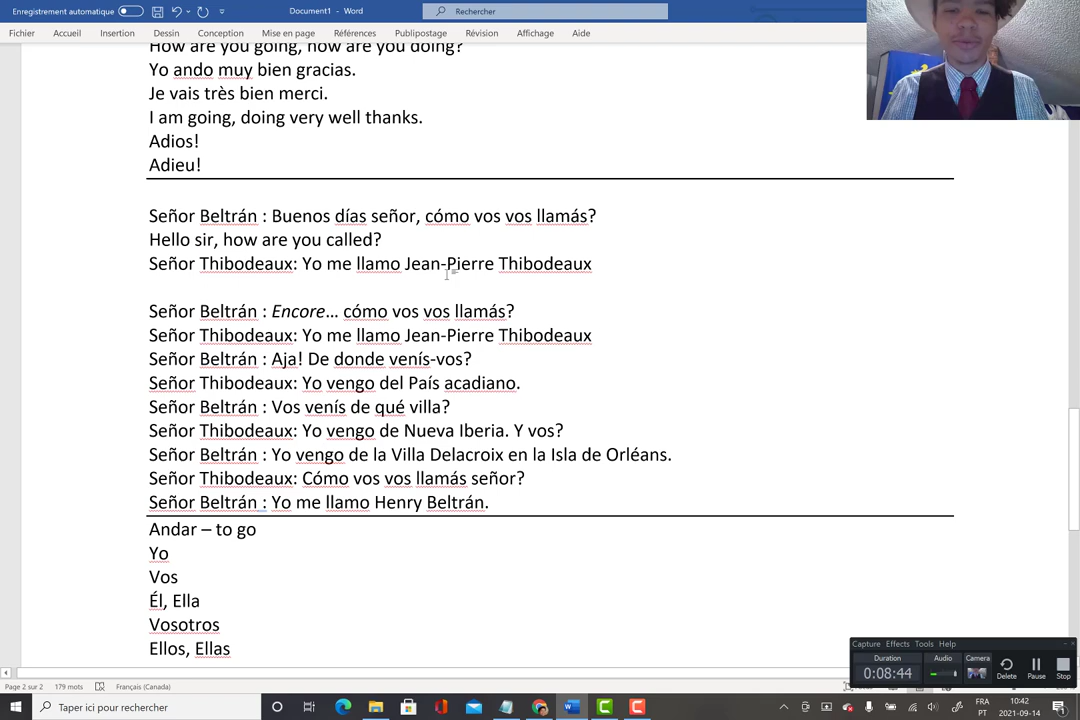 Enregistrement automatique
Document1 - Word
Rechercher
Fichier Accueil Insertion Dessin Conception Mise en page Références Publipostage Révision Affichage Aide
How are you going, how are you doing?
Yo ando muy bien gracias.
Je vais très bien merci.
I am going, doing very well thanks.
Adios!
Adieu!
Señor Beltrán : Buenos días señor, cómo vos vos llamás?
Hello sir, how are you called?
Señor Thibodeaux: Yo me llamo Jean-Pierre Thibodeaux
Señor Beltrán : Encore… cómo vos vos llamás?
Señor Thibodeaux: Yo me llamo Jean-Pierre Thibodeaux
Señor Beltrán : Aja! De donde venís-vos?
Señor Thibodeaux: Yo vengo del País acadiano.
Señor Beltrán : Vos venís de qué villa?
Señor Thibodeaux: Yo vengo de Nueva Iberia. Y vos?
Señor Beltrán : Yo vengo de la Villa Delacroix en la Isla de Orléans.
Señor Thibodeaux: Cómo vos vos llamás señor?
Señor Beltrán : Yo me llamo Henry Beltrán.
Andar – to go
Yo
Vos
Él, Ella
Vosotros
Ellos, Ellas
Capture Effects Tools Help
Duration Audio Camera
0:08:44
Delete Pause Stop
Page 2 sur 2 179 mots Français (Canada)
Taper ici pour rechercher
FRA
PT
10:42
2021-09-14